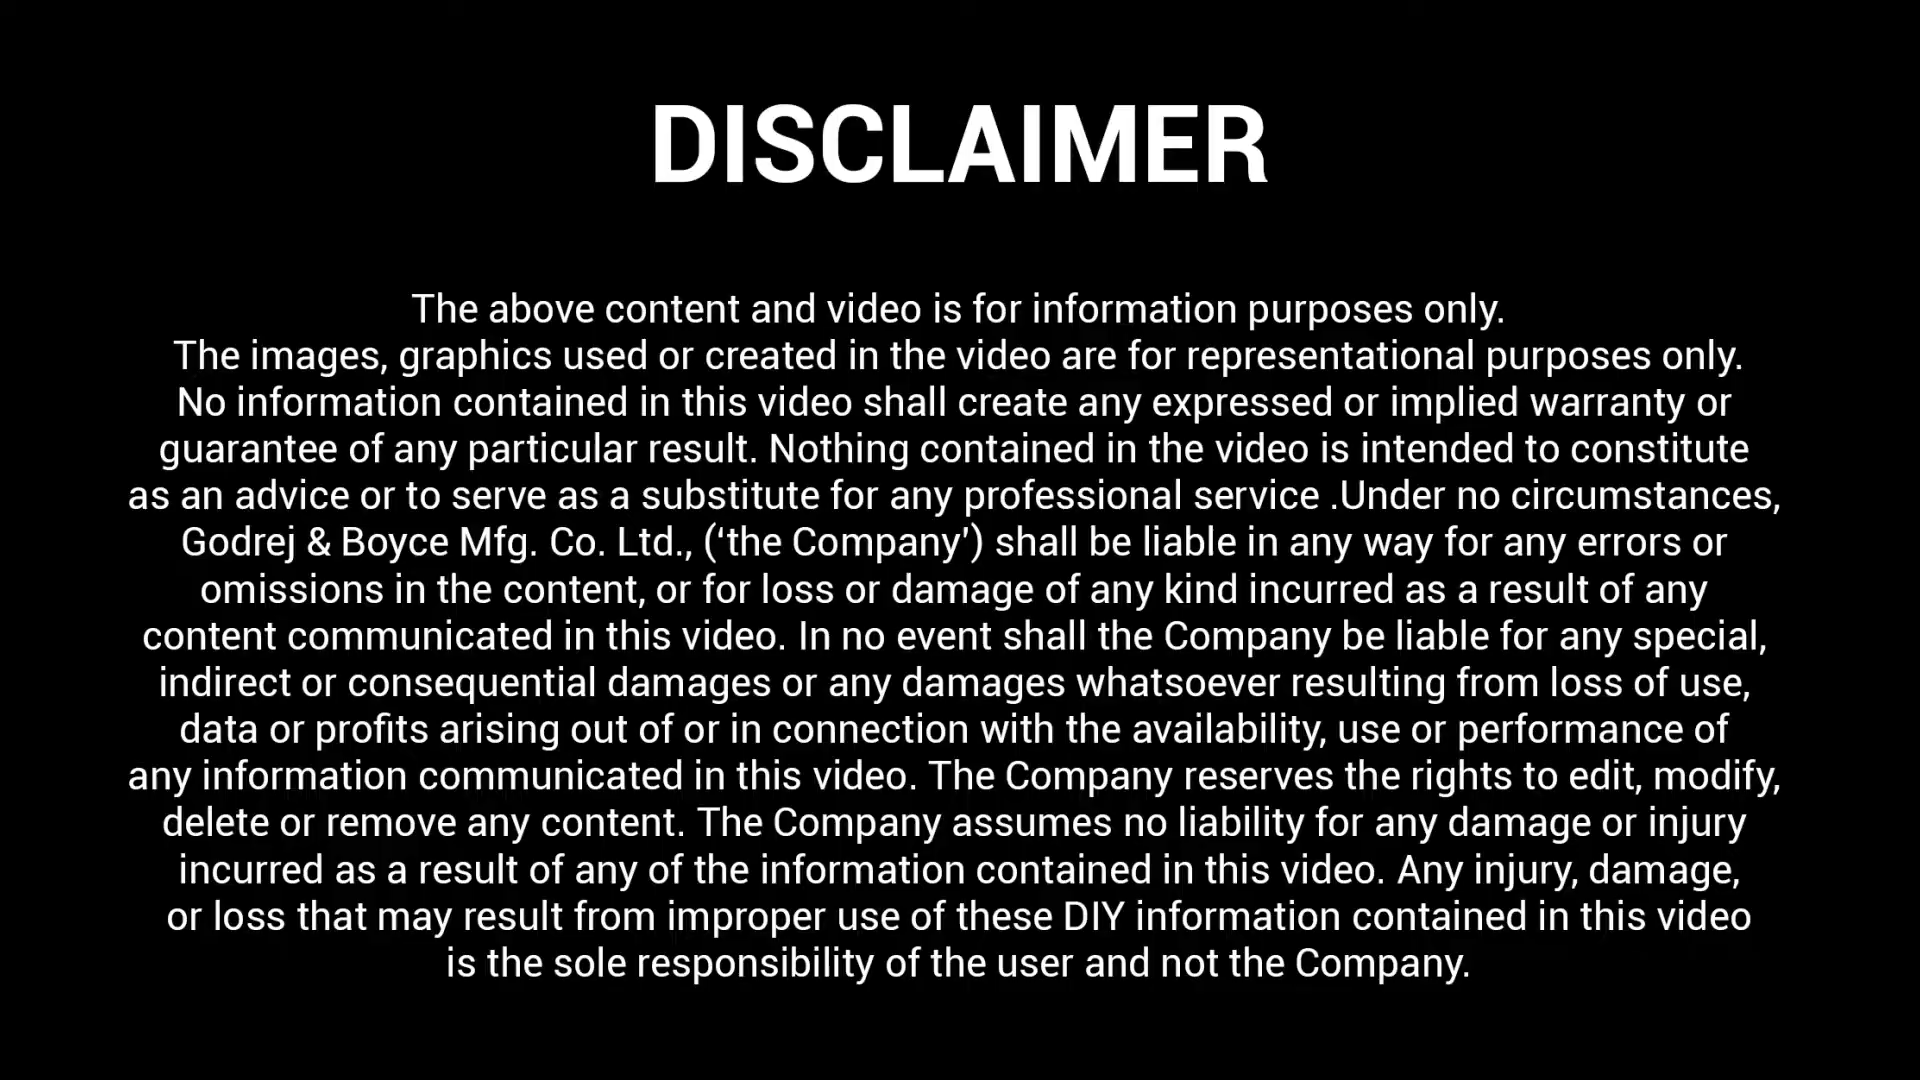 DISCLAIMER
The above content and video is for information purposes only.
The images, graphics used or created in the video are for representational purposes only.
No information contained in this video shall create any expressed or implied warranty or
guarantee of any particular result. Nothing contained in the video is intended to constitute
as an advice or to serve as a substitute for any professional service .Under no circumstances,
Godrej & Boyce Mfg. Co. Ltd., (‘the Company’) shall be liable in any way for any errors or
omissions in the content, or for loss or damage of any kind incurred as a result of any
content communicated in this video. In no event shall the Company be liable for any special,
indirect or consequential damages or any damages whatsoever resulting from loss of use,
data or profits arising out of or in connection with the availability, use or performance of
any information communicated in this video. The Company reserves the rights to edit, modify,
delete or remove any content. The Company assumes no liability for any damage or injury
incurred as a result of any of the information contained in this video. Any injury, damage,
or loss that may result from improper use of these DIY information contained in this video
is the sole responsibility of the user and not the Company.